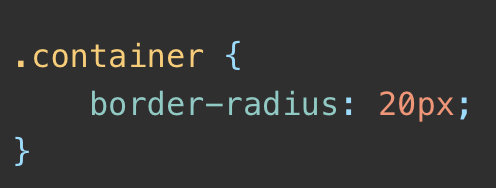 .container {
    border-radius: 20px;
}